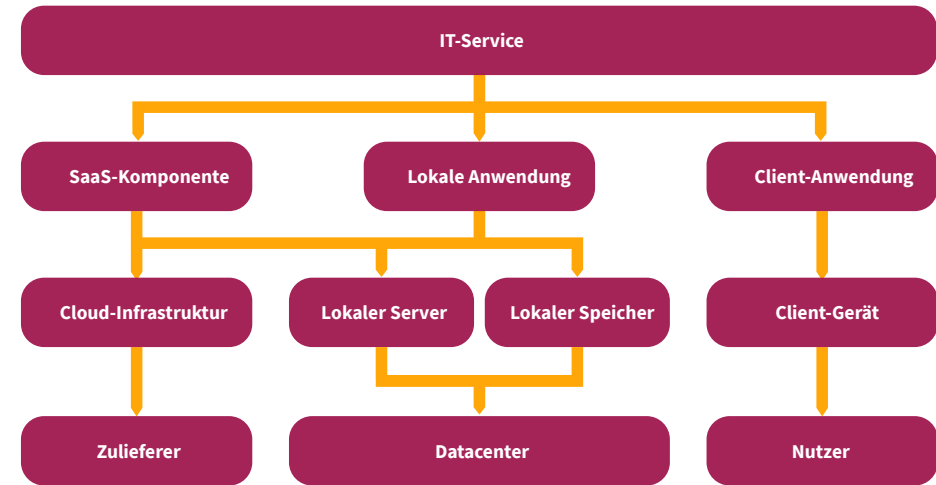 IT-Service
SaaS-Komponente
Lokale Anwendung
Client-Anwendung
Cloud-Infrastruktur
Lokaler Server
Lokaler Speicher
Client-Gerät
Zulieferer
Datacenter
Nutzer